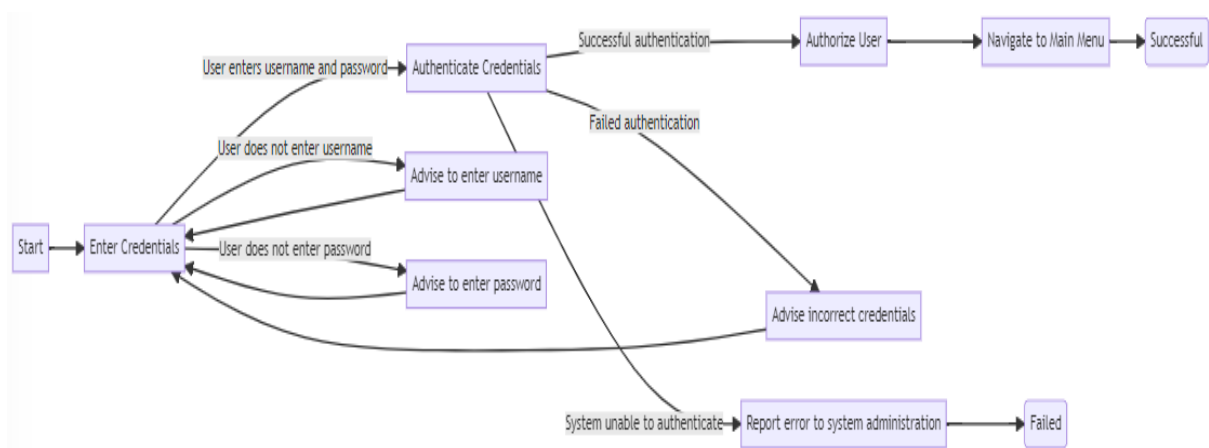 Successful authentication
Authorize User
Navigate to Main Menu
Successful
User enters username and password
Authenticate Credentials
Failed authentication
User does not enter username
Advise to enter username
Start
Enter Credentials
User does not enter password
Advise to enter password
Advise incorrect credentials
System unable to authenticate
Report error to system administration
Failed